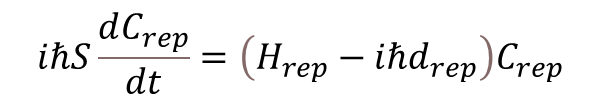 iħS dC_rep/dt = (H_rep − iħd_rep)C_rep